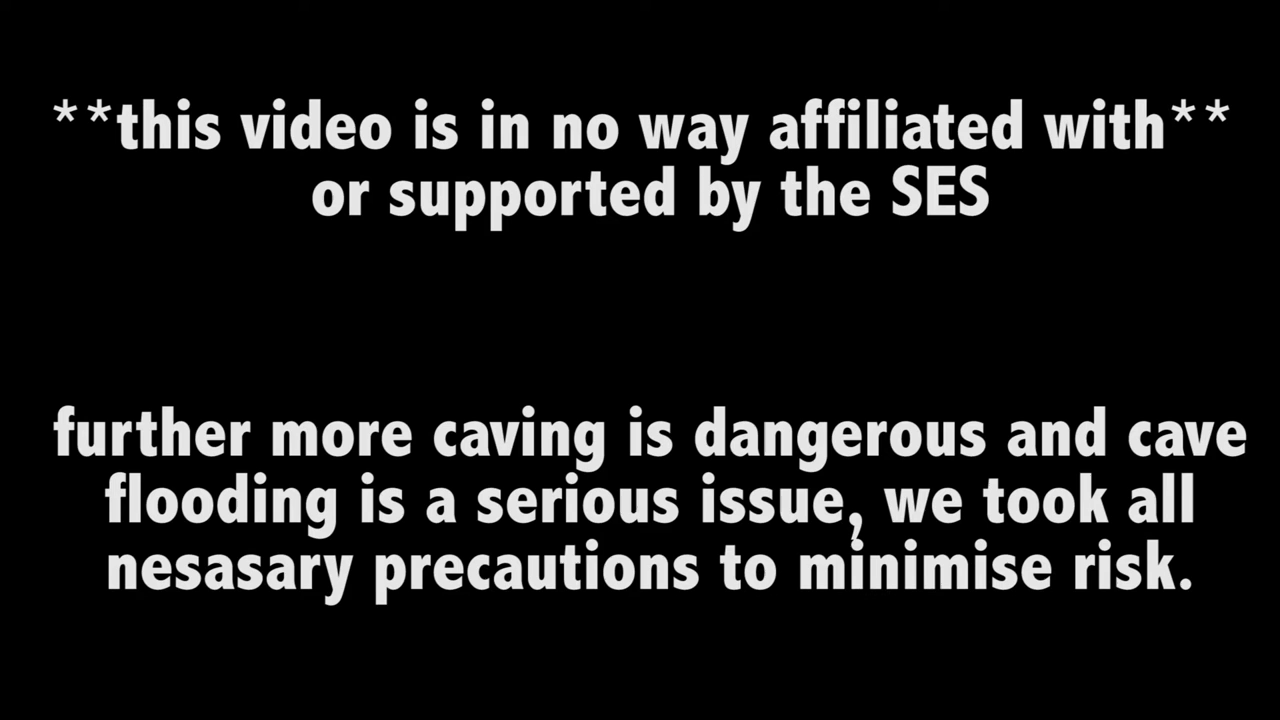 **this video is in no way affiliated with**
or supported by the SES
further more caving is dangerous and cave
flooding is a serious issue, we took all
nesasary precautions to minimise risk.